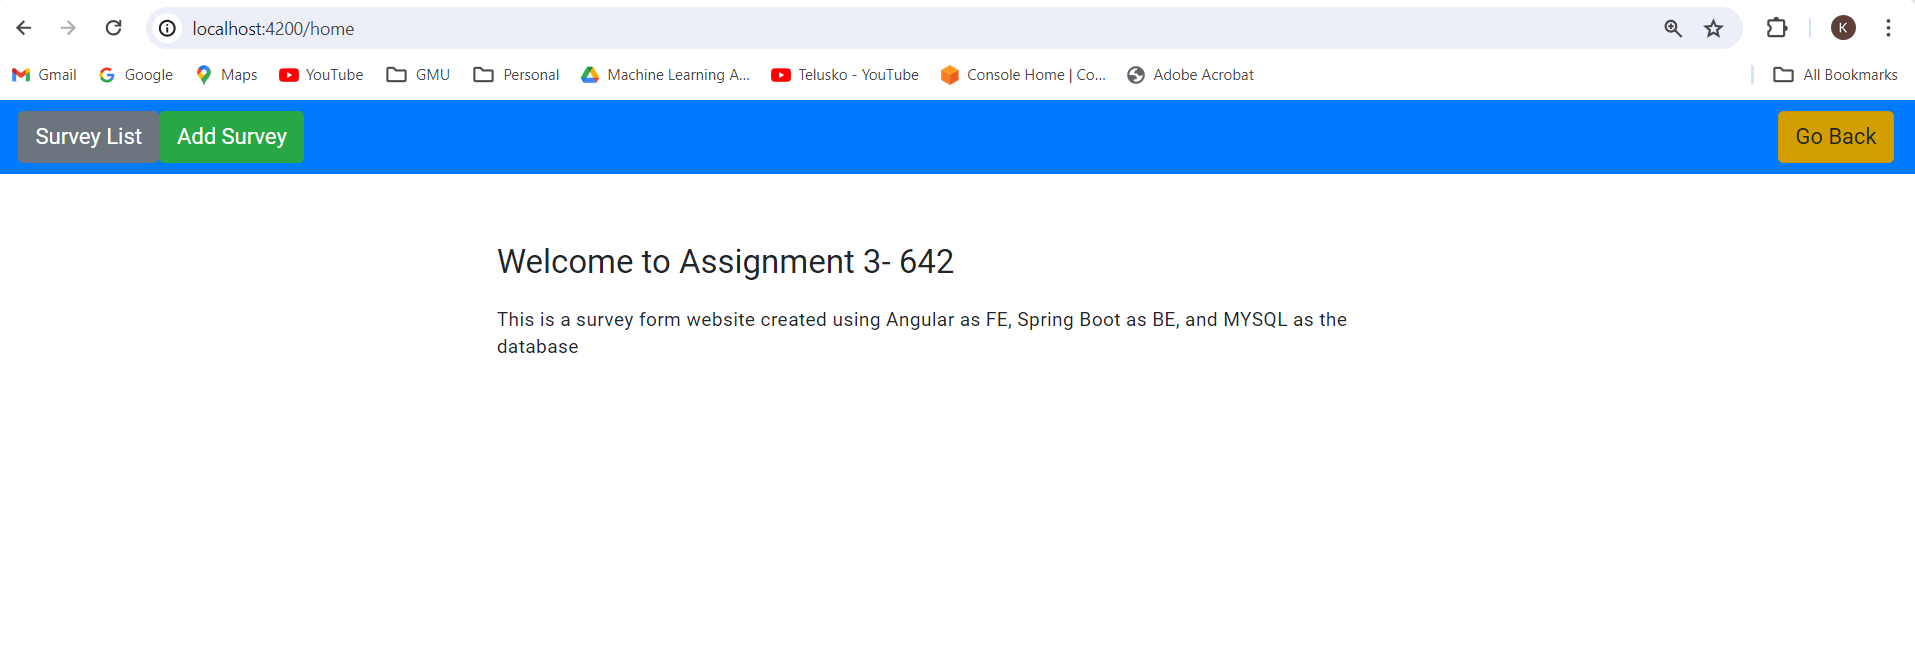 localhost:4200/home
K
Gmail Google Maps YouTube GMU Personal Machine Learning A... Telusko - YouTube Console Home | Co... Adobe Acrobat All Bookmarks
Survey List Add Survey Go Back
Welcome to Assignment 3- 642
This is a survey form website created using Angular as FE, Spring Boot as BE, and MYSQL as the
database